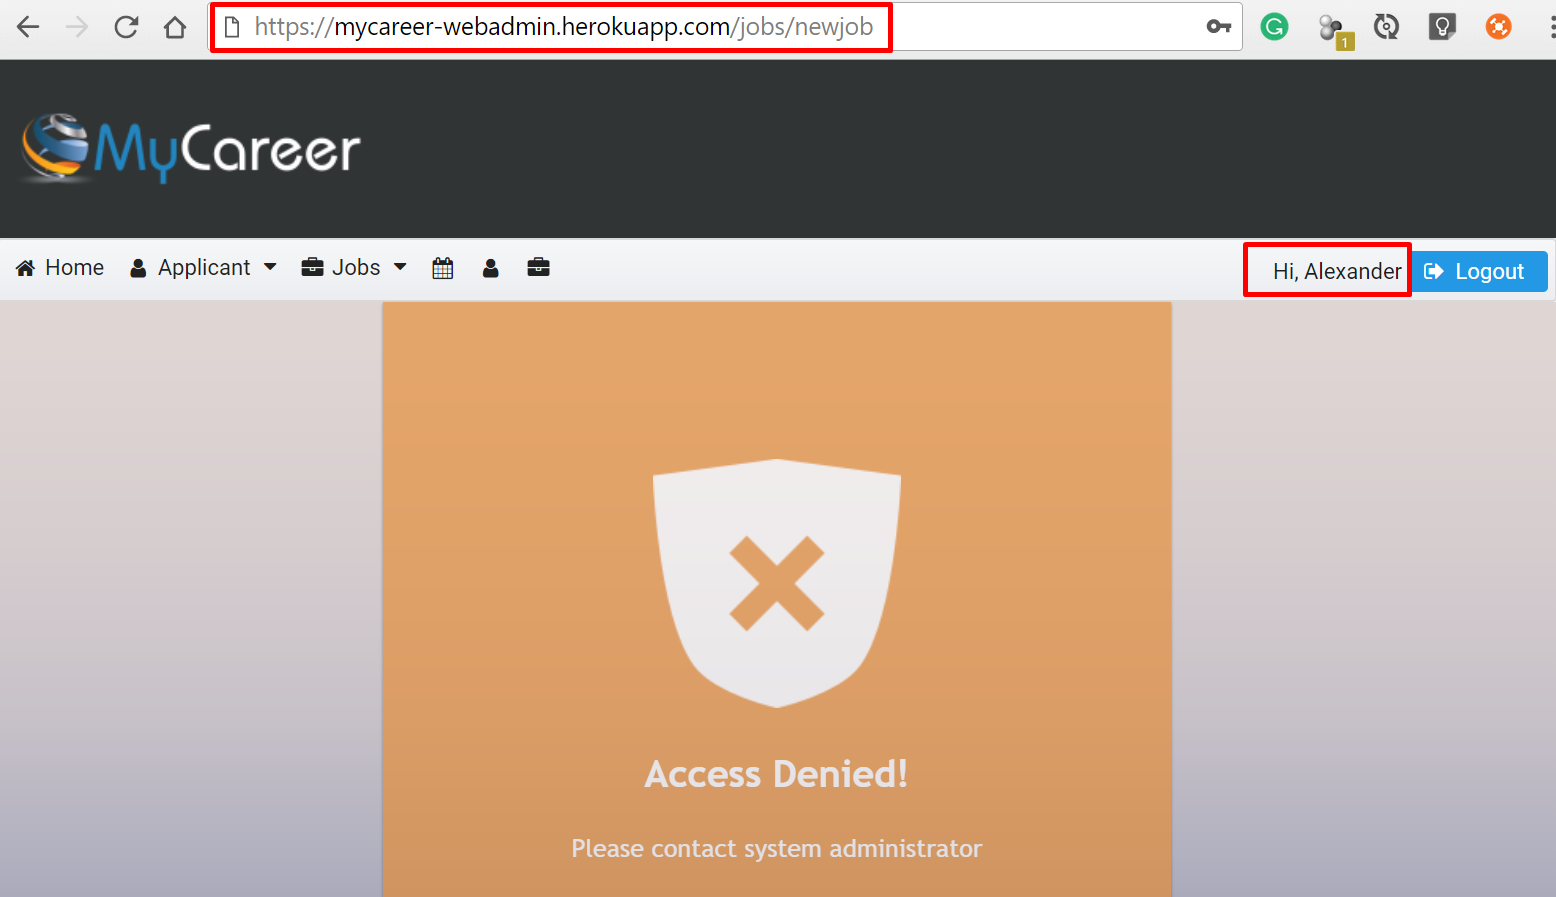 https://mycareer-webadmin.herokuapp.com/jobs/newjob
1
MyCareer
Home Applicant Jobs Hi, Alexander Logout
Access Denied!
Please contact system administrator